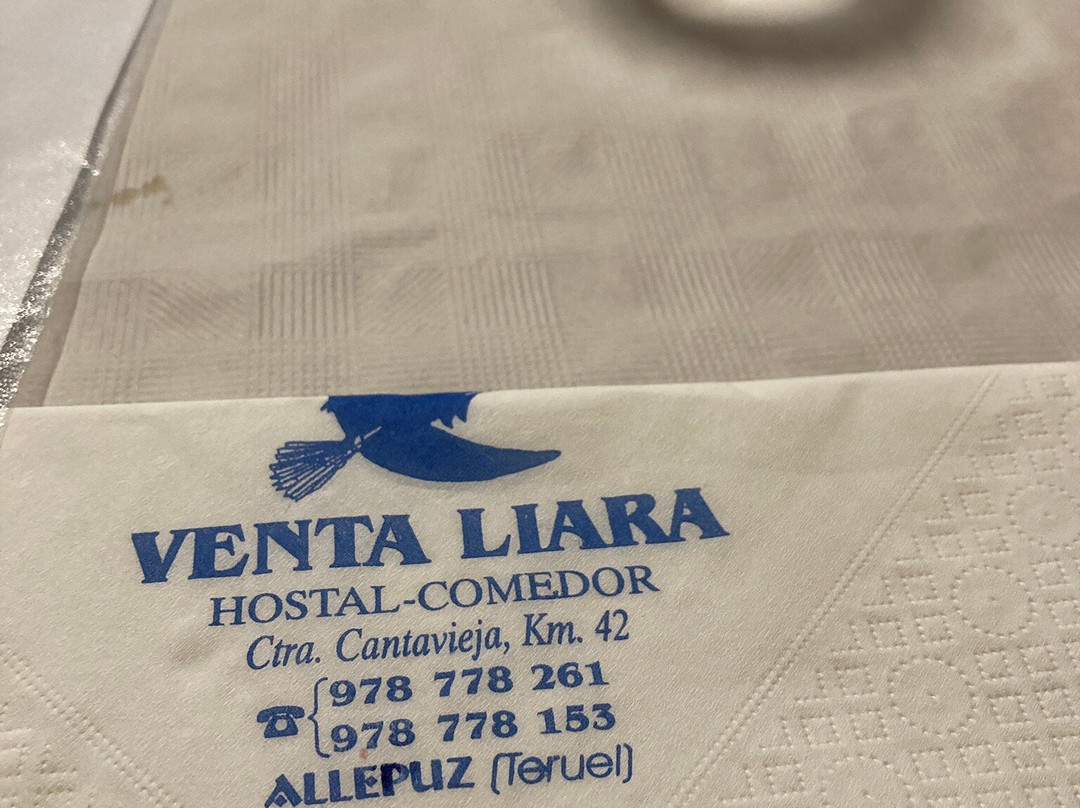 VENTA LIARA
HOSTAL-COMEDOR
Ctra. Cantavieja, Km. 42
978 778 261
978 778 153
ALLEPUZ (Teruel)